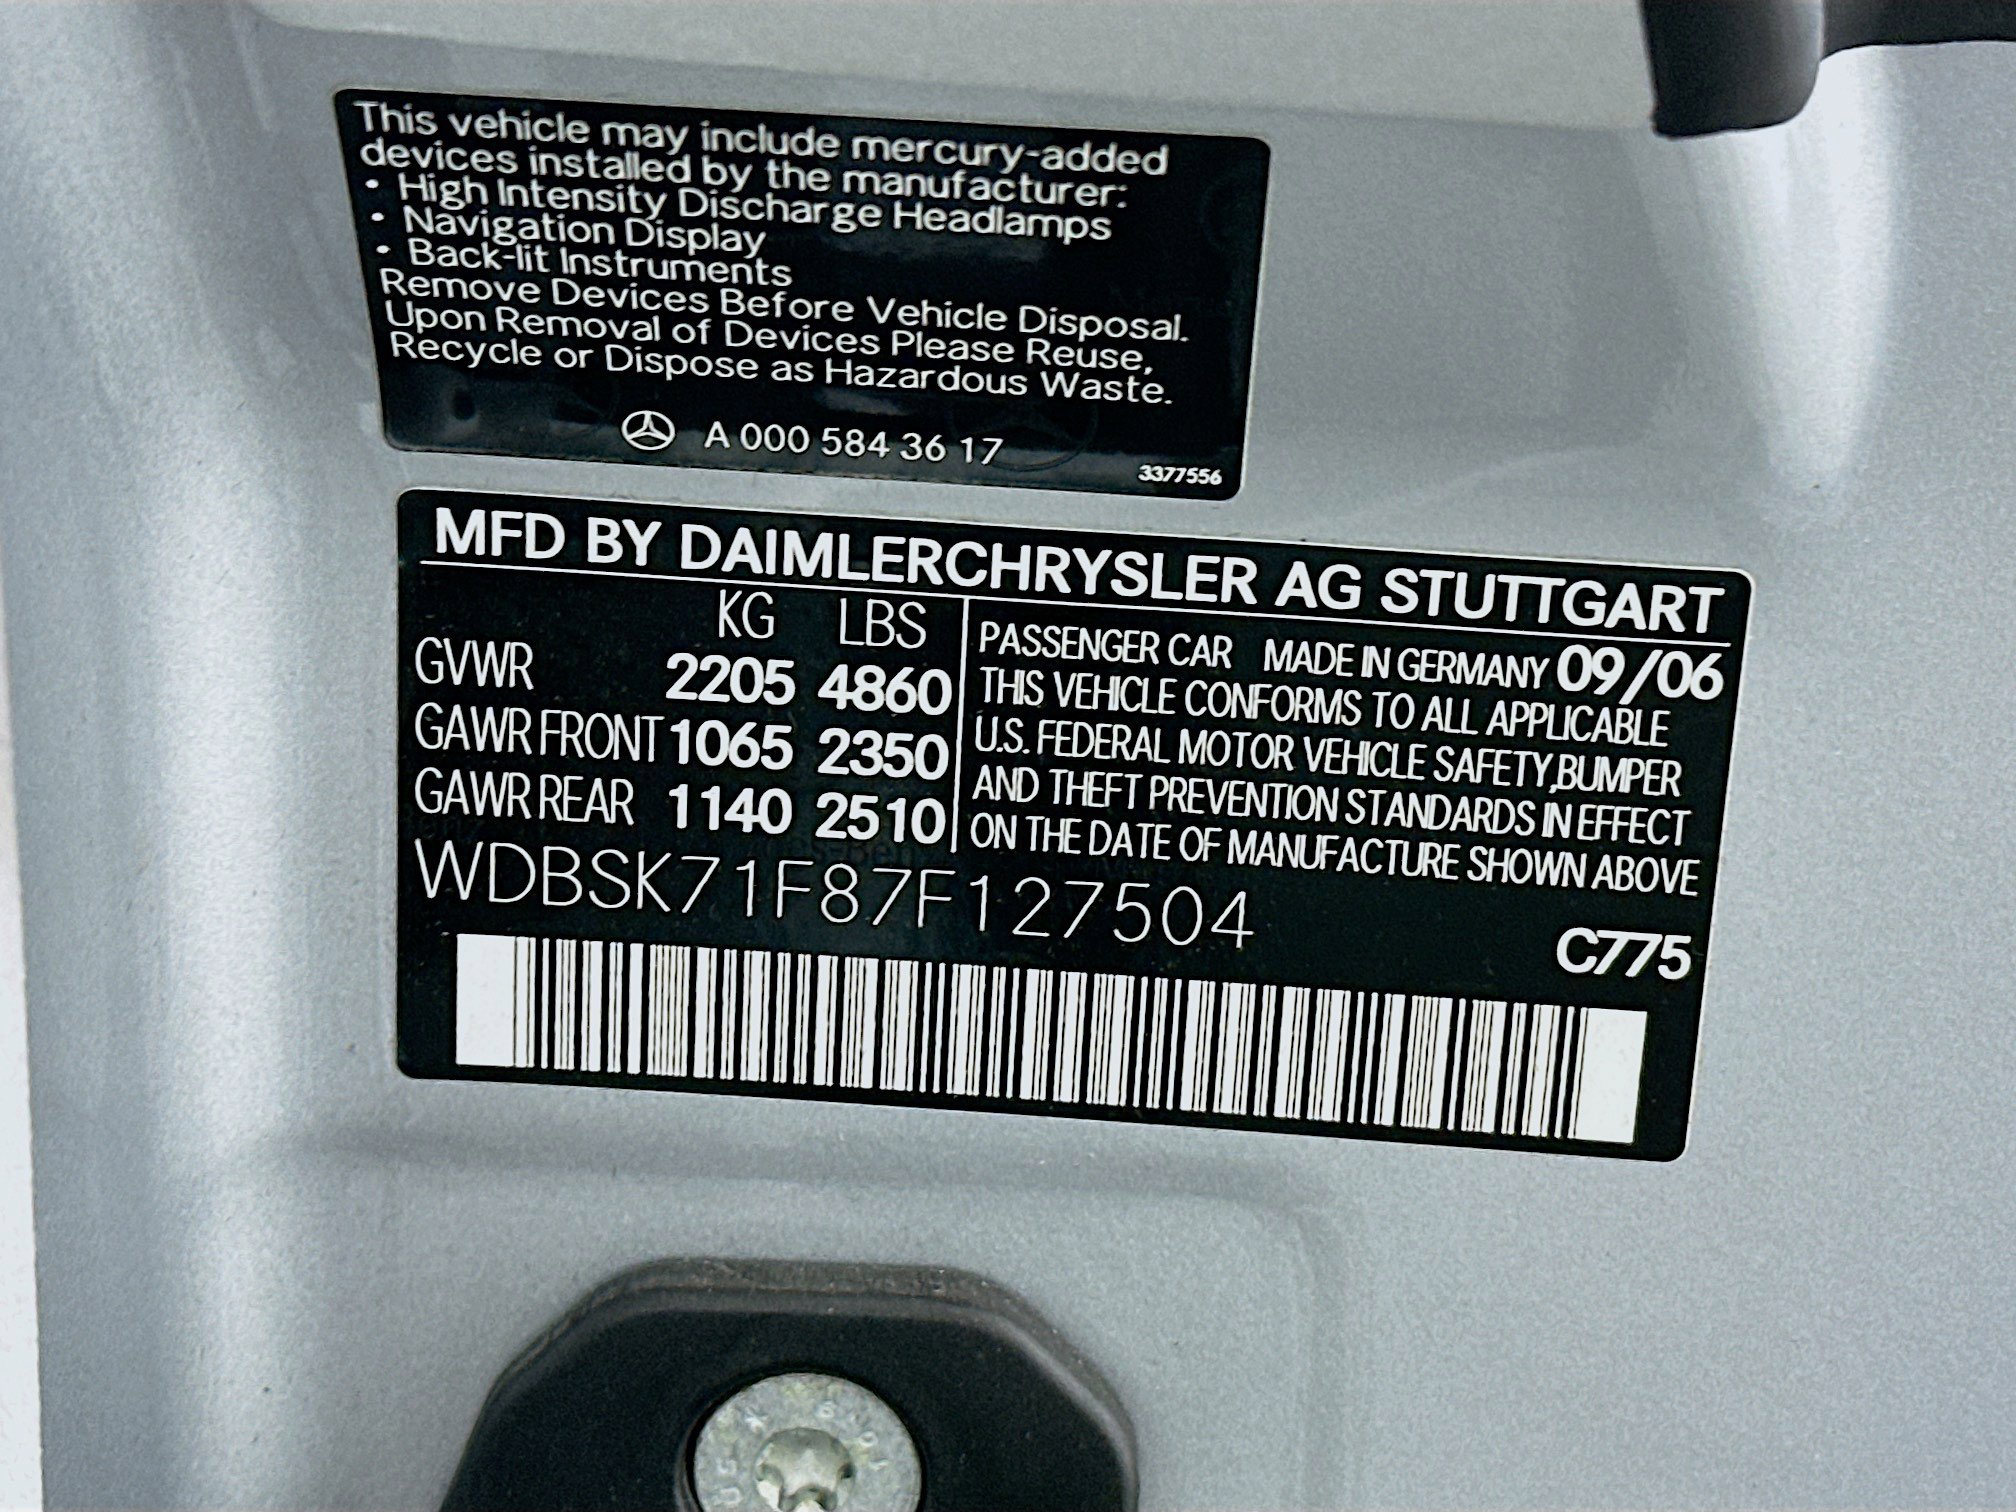 This vehicle may include mercury-added
devices installed by the manufacturer:
• High Intensity Discharge Headlamps
• Navigation Display
• Back-lit Instruments
Remove Devices Before Vehicle Disposal.
Upon Removal of Devices Please Reuse,
Recycle or Dispose as Hazardous Waste.
A 000 584 36 17
3377556
MFD BY DAIMLERCHRYSLER AG STUTTGART
KG LBS
GVWR 2205 4860
GAWR FRONT 1065 2350
GAWR REAR 1140 2510
PASSENGER CAR MADE IN GERMANY 09/06
THIS VEHICLE CONFORMS TO ALL APPLICABLE
U.S. FEDERAL MOTOR VEHICLE SAFETY, BUMPER
AND THEFT PREVENTION STANDARDS IN EFFECT
ON THE DATE OF MANUFACTURE SHOWN ABOVE
WDBSK71F87F127504
C775